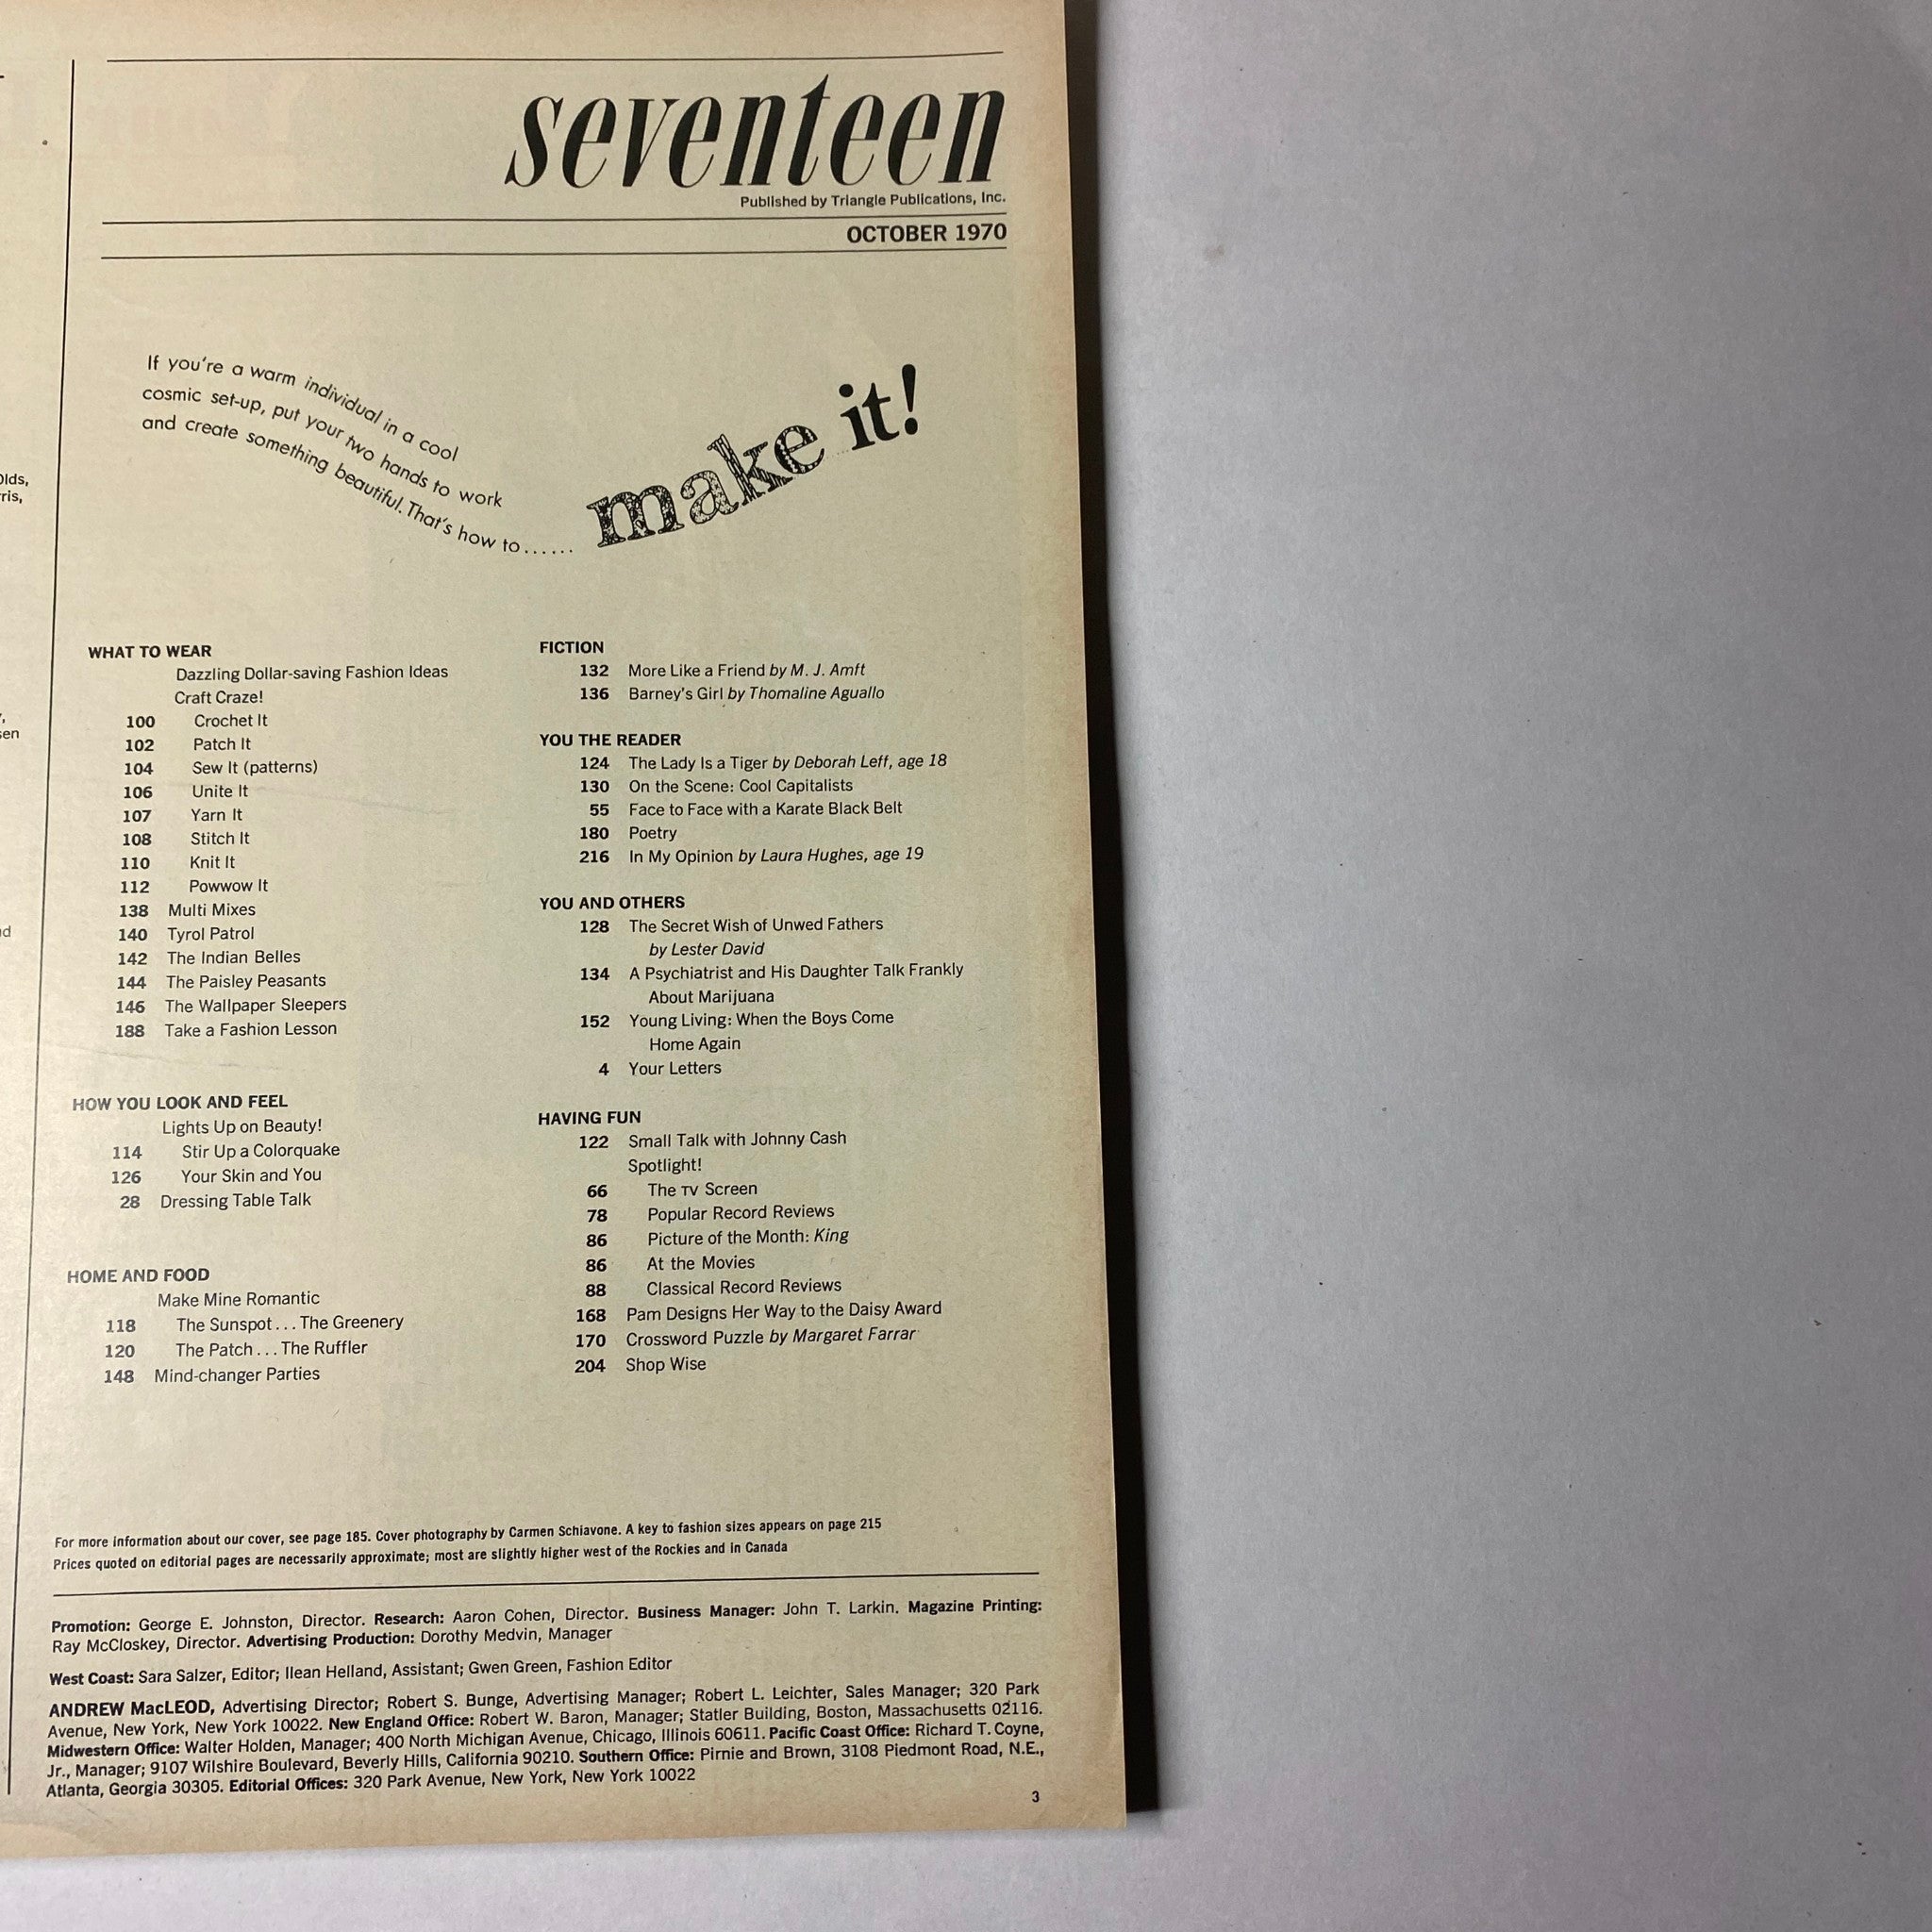 olds,
ris,
sen
seventeen
Published by Triangle Publications, Inc.
OCTOBER 1970
If you're a warm individual in a cool
cosmic set-up, put your two hands to work
and create something beautiful. That's how to......
make it!
WHAT TO WEAR
Dazzling Dollar-saving Fashion Ideas
Craft Craze!
100 Crochet It
102 Patch It
104 Sew It (patterns)
106 Unite It
107 Yarn It
108 Stitch It
110 Knit It
112 Powwow It
138 Multi Mixes
140 Tyrol Patrol
142 The Indian Belles
144 The Paisley Peasants
146 The Wallpaper Sleepers
188 Take a Fashion Lesson
HOW YOU LOOK AND FEEL
Lights Up on Beauty!
114 Stir Up a Colorquake
126 Your Skin and You
28 Dressing Table Talk
HOME AND FOOD
Make Mine Romantic
118 The Sunspot...The Greenery
120 The Patch...The Ruffler
148 Mind-changer Parties
FICTION
132 More Like a Friend by M. J. Amft
136 Barney's Girl by Thomaline Aguallo
YOU THE READER
124 The Lady Is a Tiger by Deborah Leff, age 18
130 On the Scene: Cool Capitalists
55 Face to Face with a Karate Black Belt
180 Poetry
216 In My Opinion by Laura Hughes, age 19
YOU AND OTHERS
128 The Secret Wish of Unwed Fathers
by Lester David
134 A Psychiatrist and His Daughter Talk Frankly
About Marijuana
152 Young Living: When the Boys Come
Home Again
4 Your Letters
HAVING FUN
122 Small Talk with Johnny Cash
Spotlight!
66 The TV Screen
78 Popular Record Reviews
86 Picture of the Month: King
86 At the Movies
88 Classical Record Reviews
168 Pam Designs Her Way to the Daisy Award
170 Crossword Puzzle by Margaret Farrar
204 Shop Wise
For more information about our cover, see page 185. Cover photography by Carmen Schiavone. A key to fashion sizes appears on page 215
Prices quoted on editorial pages are necessarily approximate; most are slightly higher west of the Rockies and in Canada
Promotion: George E. Johnston, Director. Research: Aaron Cohen, Director. Business Manager: John T. Larkin. Magazine Printing:
Ray McCloskey, Director. Advertising Production: Dorothy Medvin, Manager
West Coast: Sara Salzer, Editor; Ilean Helland, Assistant; Gwen Green, Fashion Editor
ANDREW MacLEOD, Advertising Director; Robert S. Bunge, Advertising Manager; Robert L. Leichter, Sales Manager; 320 Park
Avenue, New York, New York 10022. New England Office: Robert W. Baron, Manager; Statler Building, Boston, Massachusetts 02116.
Midwestern Office: Walter Holden, Manager; 400 North Michigan Avenue, Chicago, Illinois 60611. Pacific Coast Office: Richard T. Coyne,
Jr., Manager; 9107 Wilshire Boulevard, Beverly Hills, California 90210. Southern Office: Pirnie and Brown, 3108 Piedmont Road, N.E.,
Atlanta, Georgia 30305. Editorial Offices: 320 Park Avenue, New York, New York 10022
3